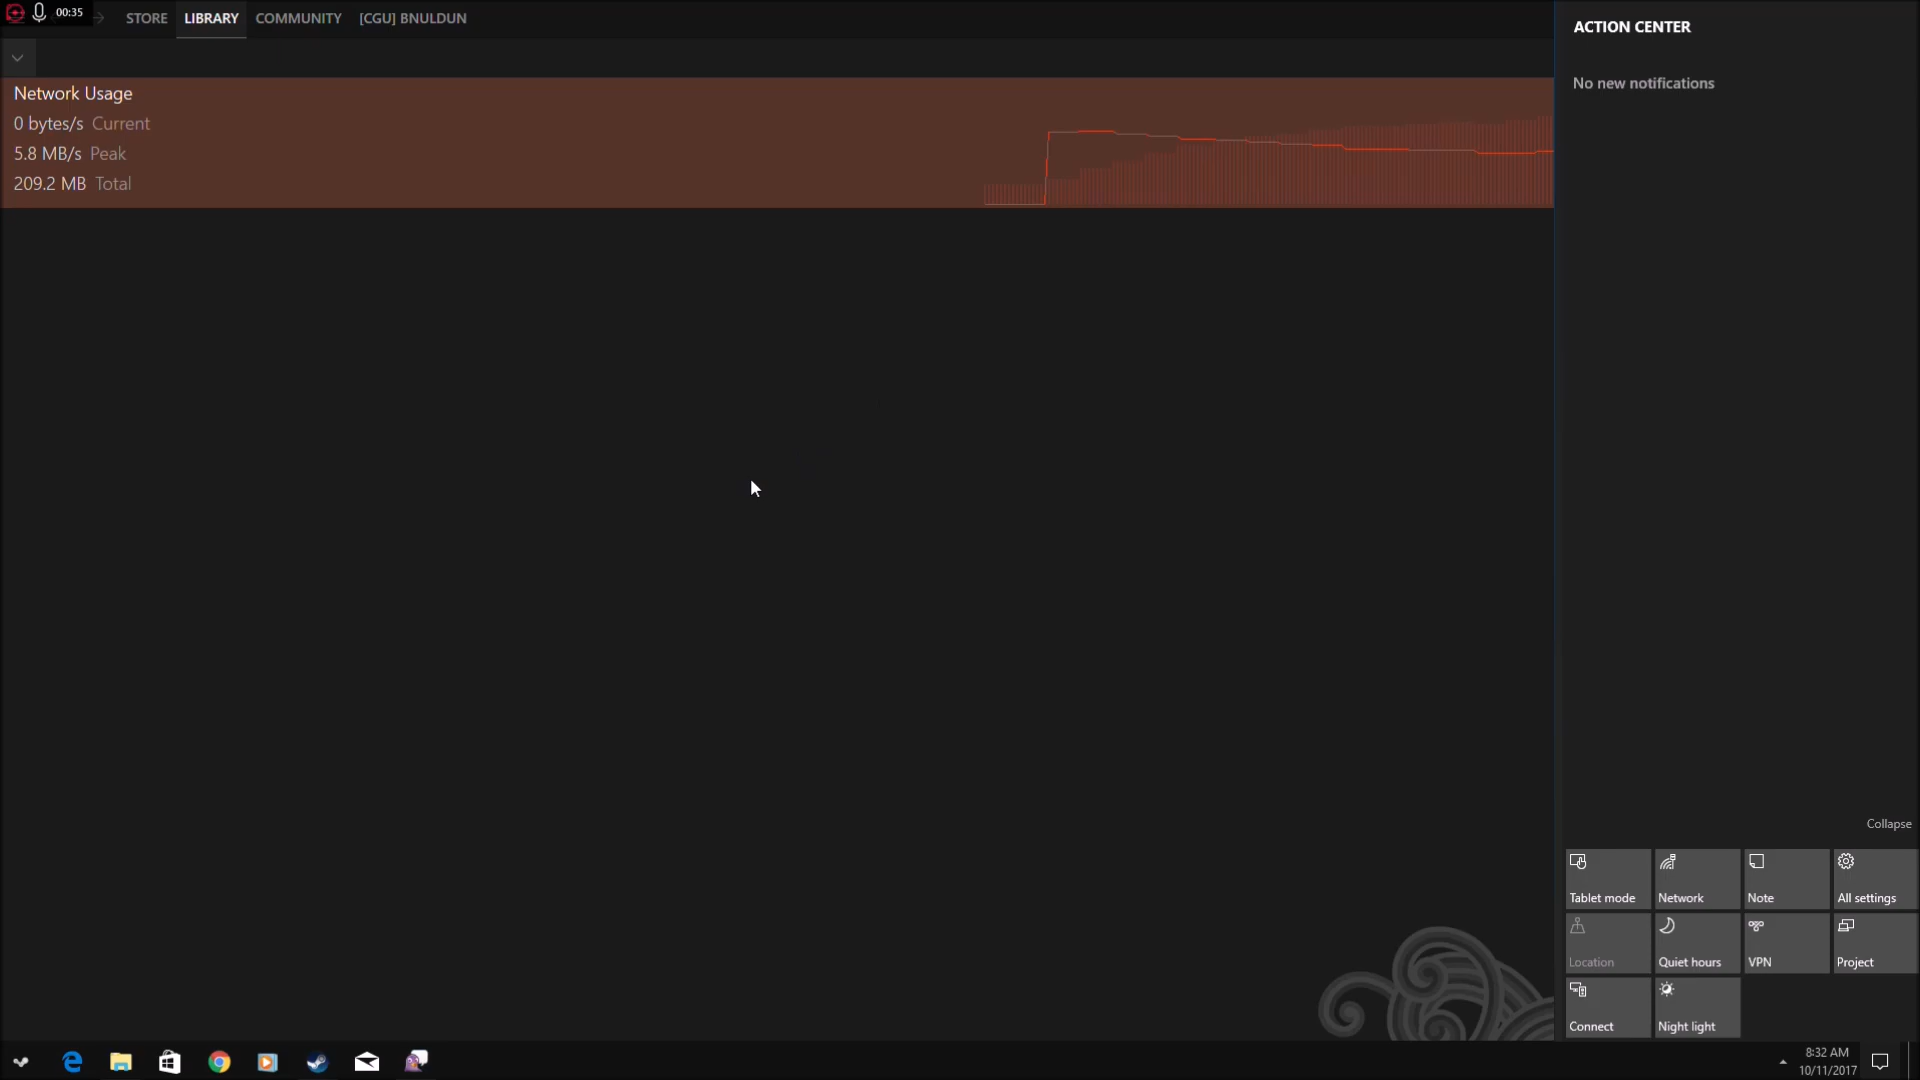 00:35
STORE LIBRARY COMMUNITY [CGU] BNULDUN
Network Usage
0 bytes/s Current
5.8 MB/s Peak
209.2 MB Total
ACTION CENTER
No new notifications
Collapse
Tablet mode Network Note All settings
Location Quiet hours VPN Project
Connect Night light
8:32 AM
10/11/2017